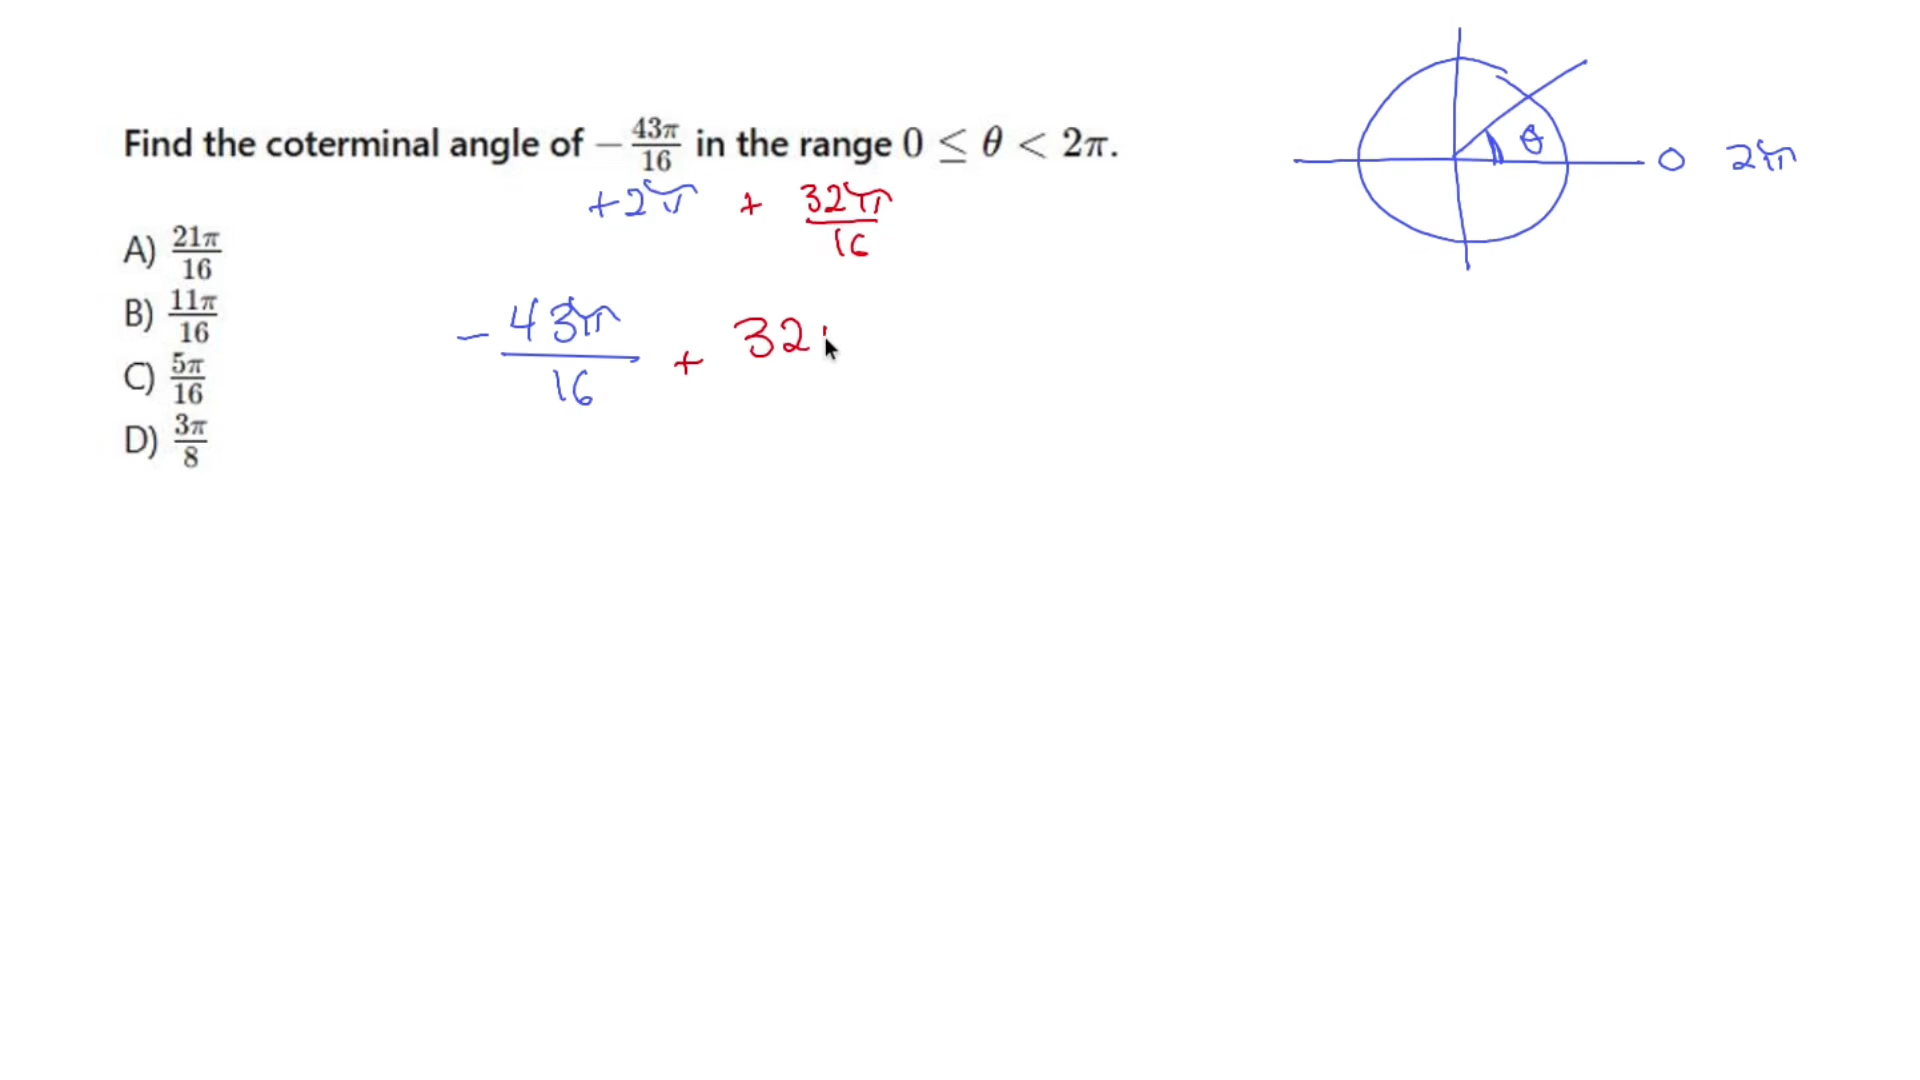 Find the coterminal angle of −43π/16 in the range 0 ≤ θ < 2π.
θ 0 2π
+2π + 32π/16
A) 21π/16
B) 11π/16
C) 5π/16
D) 3π/8
−43π/16 + 32